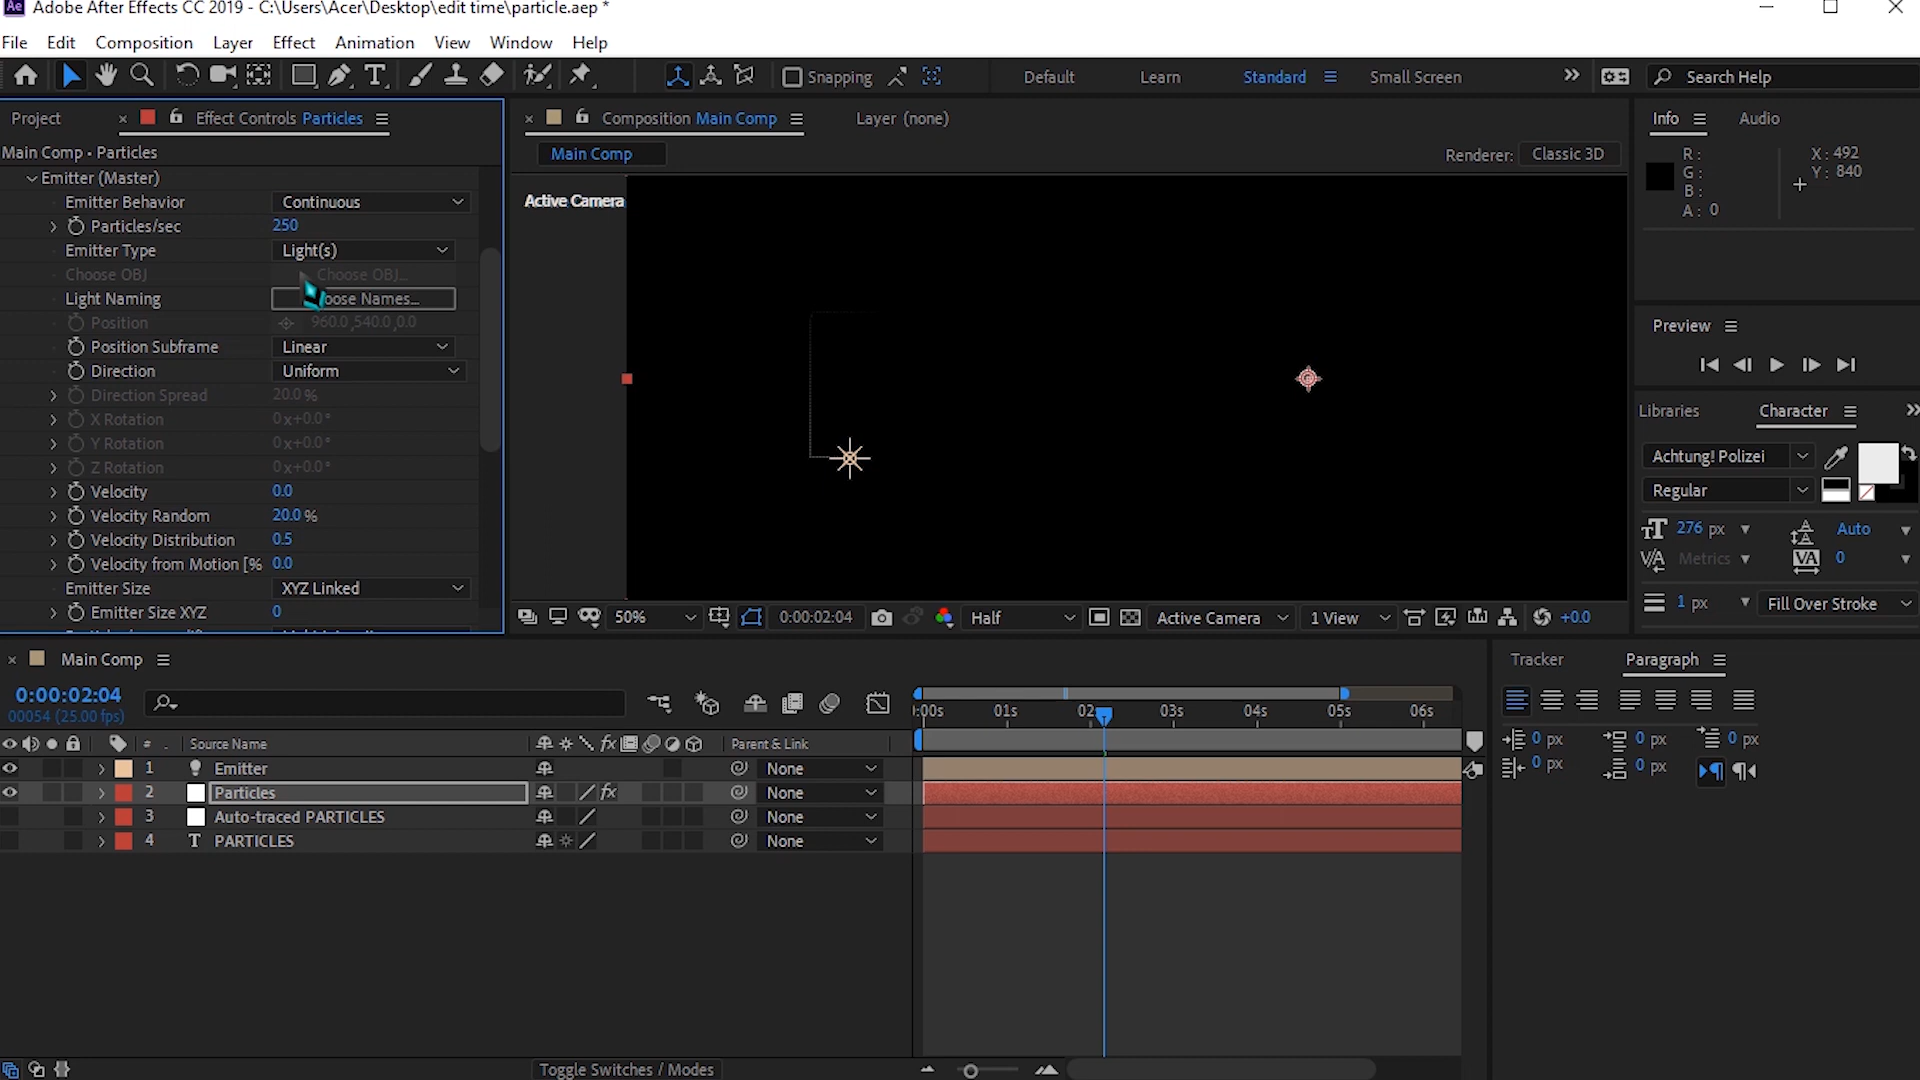 Adobe After Effects CC 2019 - C:\Users\Acer\Desktop\edit time\particle.aep *
File Edit Composition Layer Effect Animation View Window Help
Snapping Default Learn Standard Small Screen Search Help
Project Effect Controls Particles Composition Main Comp Layer (none) Info Audio
Main Comp • Particles
Main Comp
Renderer: Classic 3D
R:
G:
B:
A: 0
X: 492
Y: 840
Emitter (Master)
Emitter Behavior Continuous
Particles/sec 250
Emitter Type Light(s)
Choose OBJ Choose OBJ...
Light Naming oose Names...
Position 960.0,540.0,0.0
Position Subframe Linear
Direction Uniform
Direction Spread 20.0%
X Rotation 0x+0.0°
Y Rotation 0x+0.0°
Z Rotation 0x+0.0°
Velocity 0.0
Velocity Random 20.0%
Velocity Distribution 0.5
Velocity from Motion [% 0.0
Emitter Size XYZ Linked
Emitter Size XYZ 0
Active Camera
50% 0:00:02:04 Half Active Camera 1 View +0.0
Preview
Libraries Character
Achtung! Polizei
Regular
276 px Auto
Metrics 0
1 px Fill Over Stroke
Main Comp
0:00:02:04
00054 (25.00 fps)
:00s 01s 02 03s 04s 05s 06s
# Source Name Parent & Link
1 Emitter None
2 Particles None
3 Auto-traced PARTICLES None
4 PARTICLES None
Toggle Switches / Modes
Tracker Paragraph
0 px 0 px 0 px
0 px 0 px